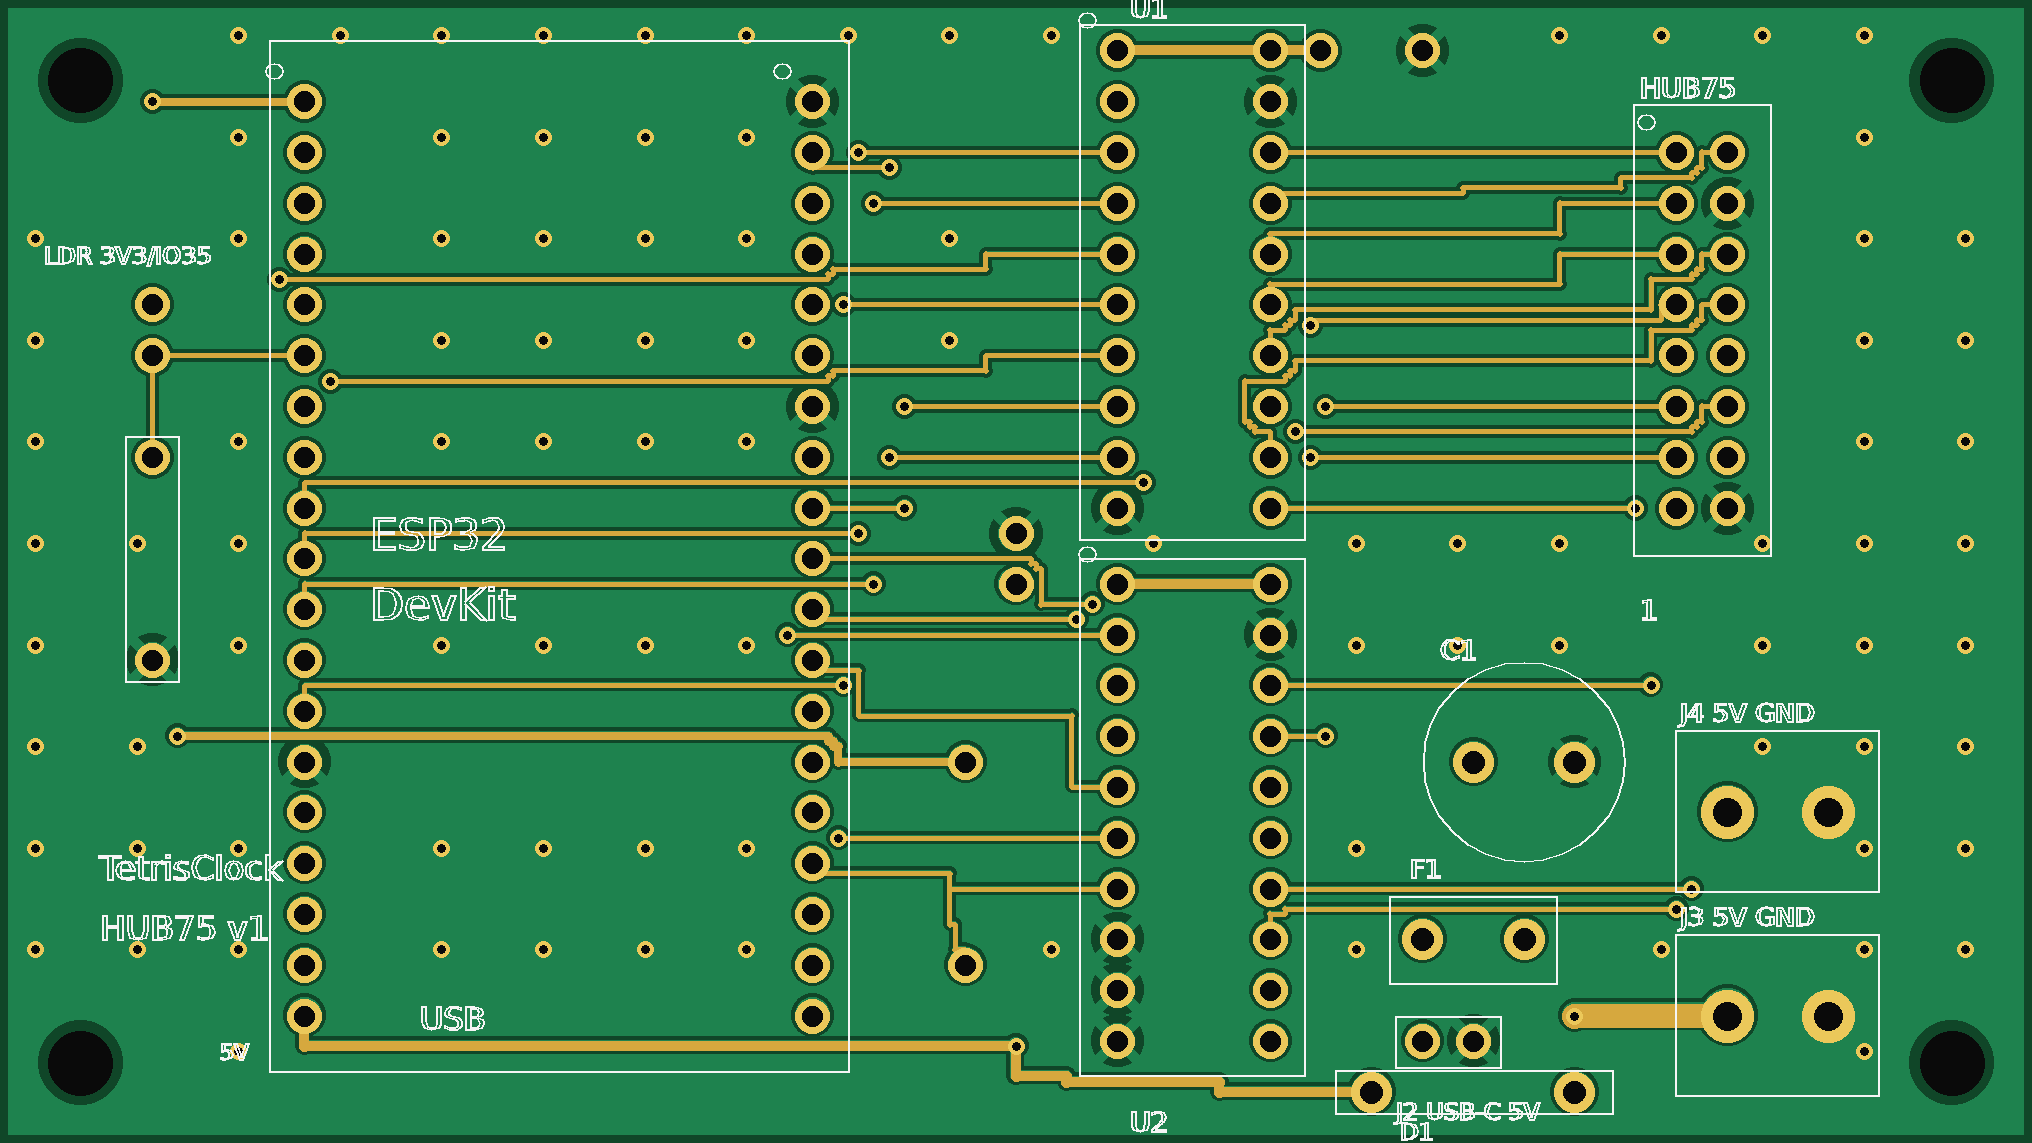 U1
HUB75
LDR 3V3/IO35
ESP32
DevKit
1
C1
J4 5V GND
TetrisClock
F1
HUB75 v1
J3 5V GND
USB
5V
J2 USB-C 5V
U2
D1